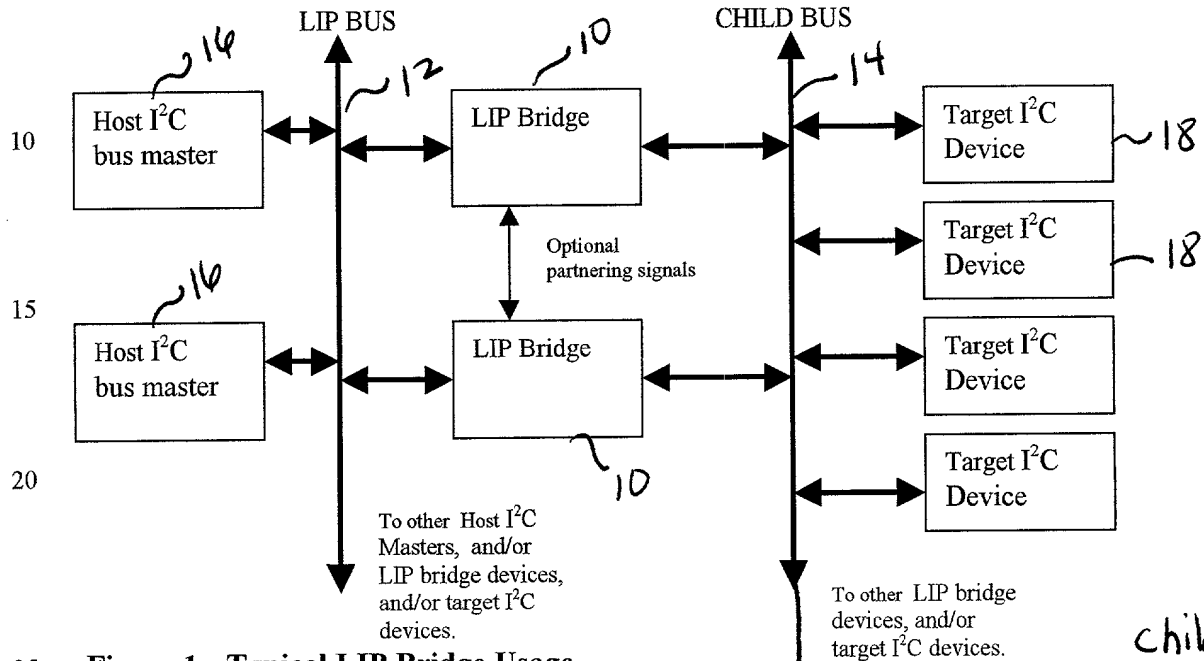 LIP BUS
CHILD BUS
16
12
10
14
10
Host I²C
bus master
LIP Bridge
Target I²C
Device
18
Target I²C
Device
18
Optional
partnering signals
15
16
Host I²C
bus master
LIP Bridge
Target I²C
Device
20
10
Target I²C
Device
To other Host I²C
Masters, and/or
LIP bridge devices,
and/or target I²C
devices.
To other LIP bridge
devices, and/or
target I²C devices.
Figure 1 Typical LIP Bridge Usage